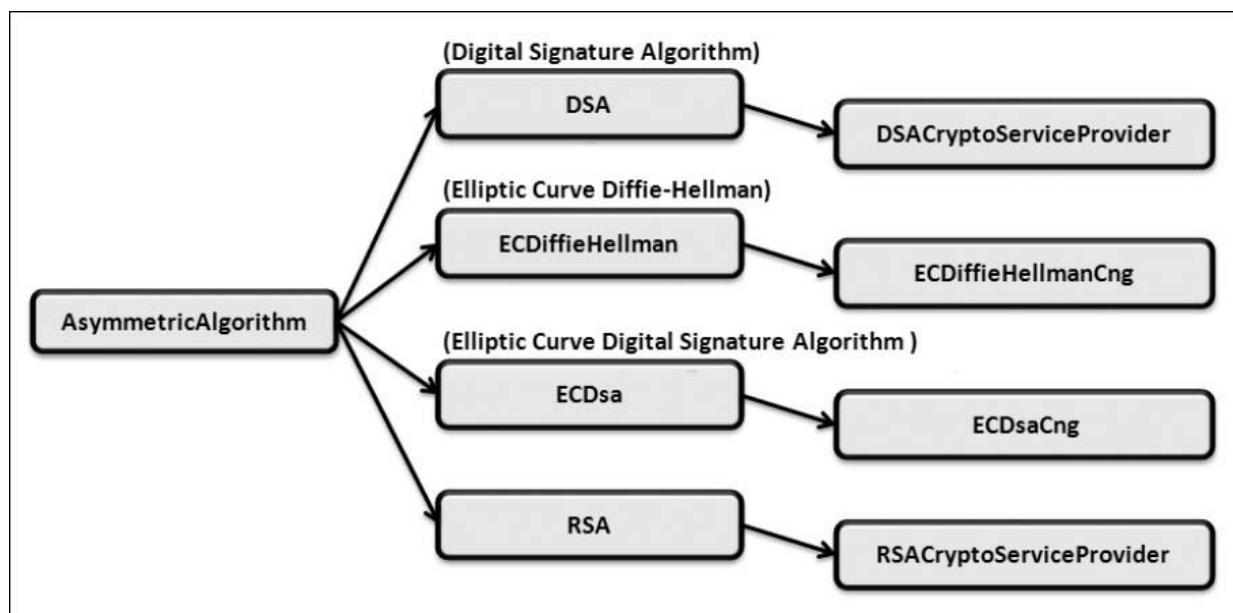 (Digital Signature Algorithm)
DSA
DSACryptoServiceProvider
(Elliptic Curve Diffie-Hellman)
ECDiffieHellman
ECDiffieHellmanCng
AsymmetricAlgorithm
(Elliptic Curve Digital Signature Algorithm )
ECDsa
ECDsaCng
RSA
RSACryptoServiceProvider